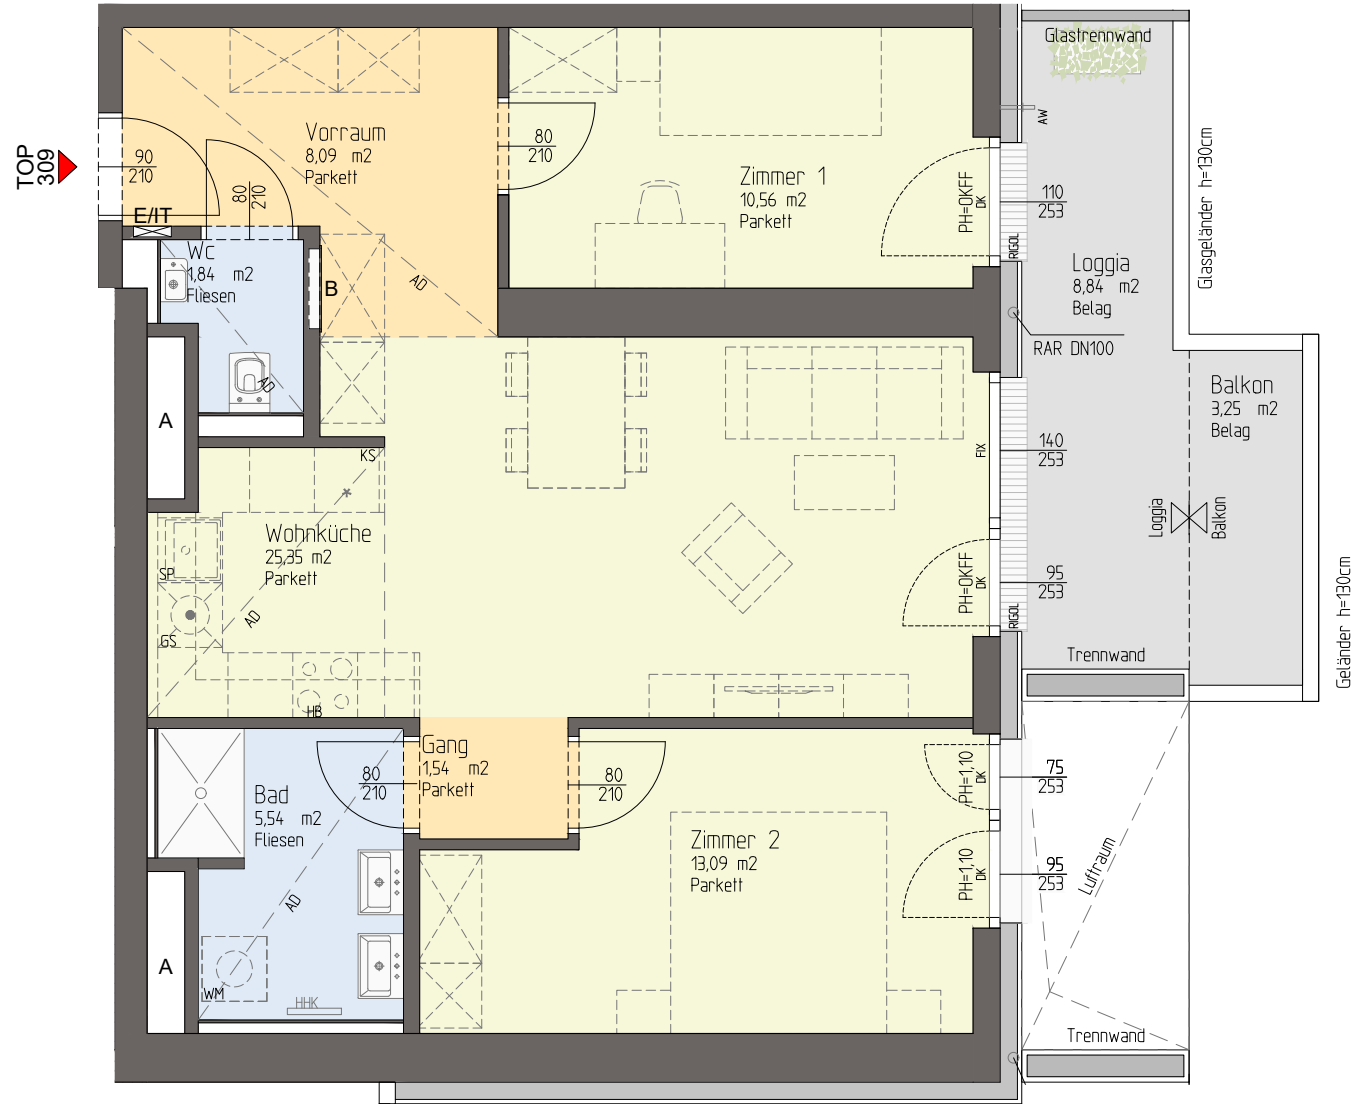 TOP
309
90
210
E/IT
80
210
Vorraum
8,09 m2
Parkett
AD
80
210
Zimmer 1
10,56 m2
Parkett
PH=OKFF
DK
RIGOL
110
253
AW
Glastrennwand
Glasgeländer h=130cm
Loggia
8,84 m2
Belag
RAR DN100
Wc
1,84 m2
Fliesen
AD
B
A
KS
Wohnküche
25,35 m2
Parkett
SP
GS
AD
HB
FIX
140
253
PH=OKFF
DK
RIGOL
95
253
Balkon
3,25 m2
Belag
Loggia
Balkon
Geländer h=130cm
Trennwand
Gang
1,54 m2
Parkett
80
210
80
210
Bad
5,54 m2
Fliesen
AD
A
WM
HHK
Zimmer 2
13,09 m2
Parkett
PH=1,10
DK
75
253
PH=1,10
DK
95
253
Luftraum
Trennwand